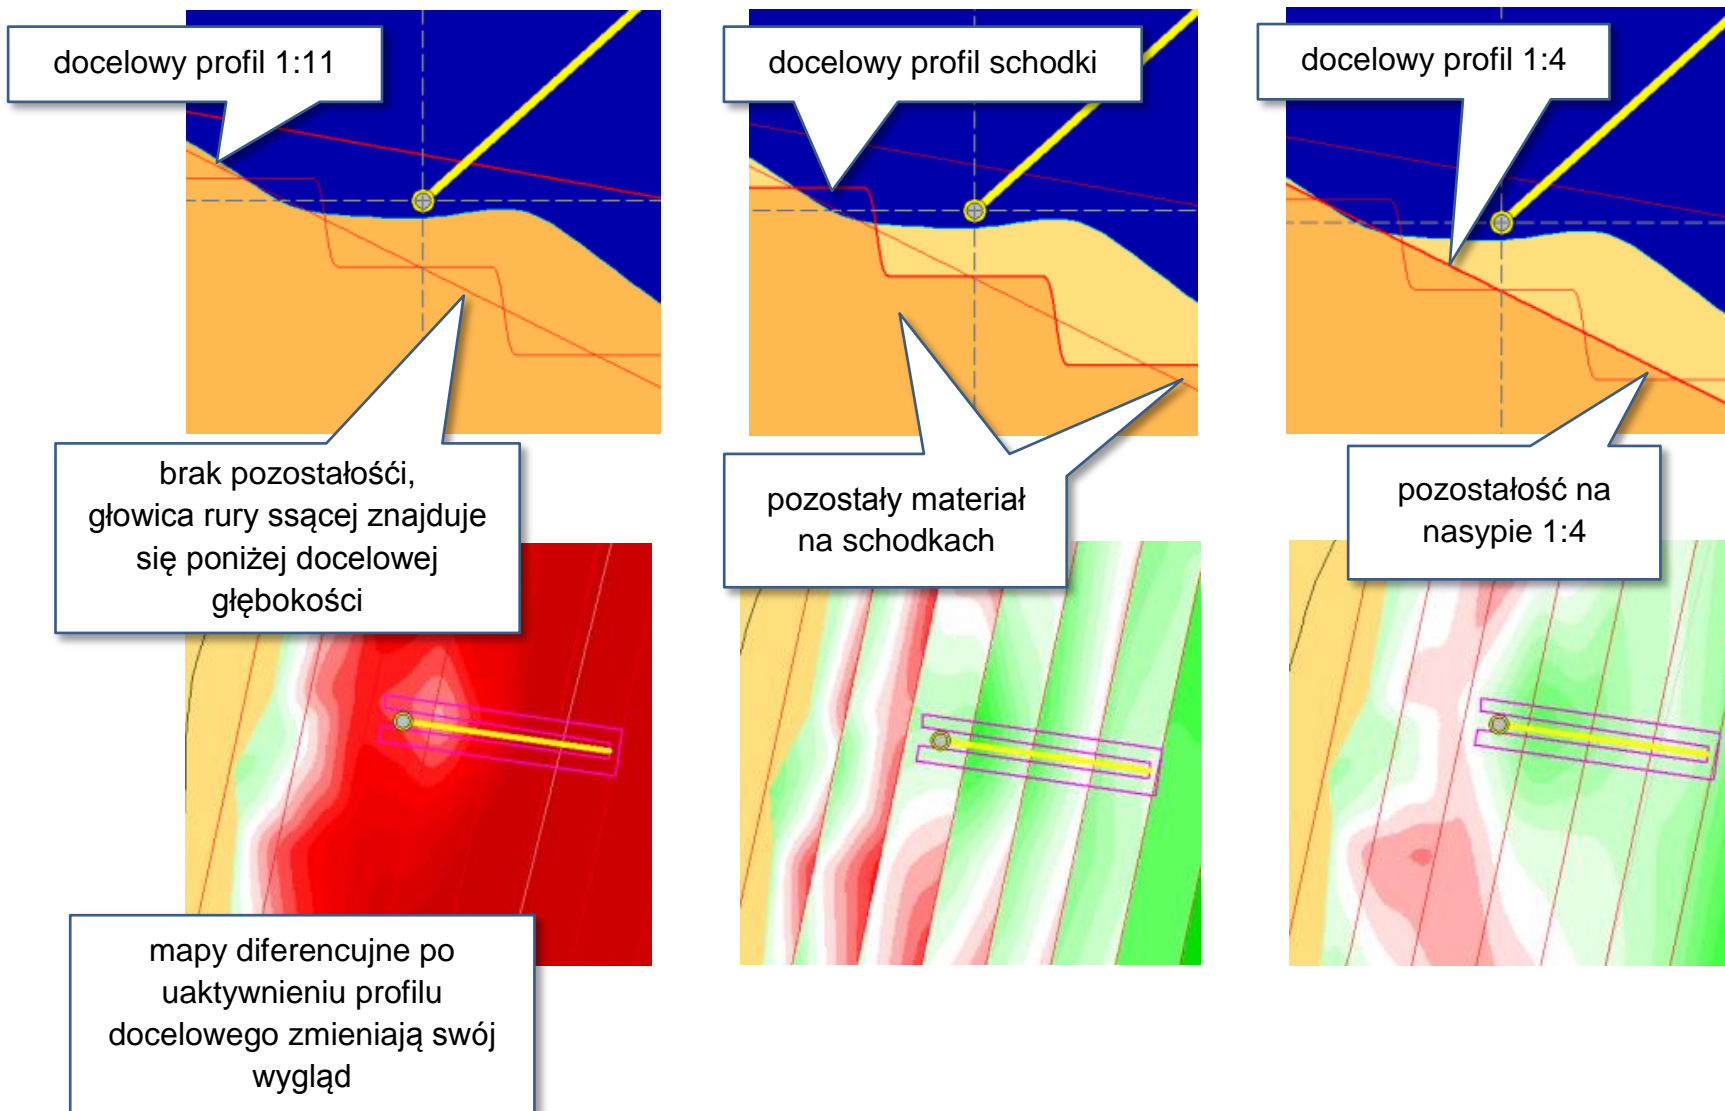 docelowy profil 1:11
docelowy profil schodki
docelowy profil 1:4
brak pozostałośći,
głowica rury ssącej znajduje
się poniżej docelowej
głębokości
pozostały materiał
na schodkach
pozostałość na
nasypie 1:4
mapy diferencujne po
uaktywnieniu profilu
docelowego zmieniają swój
wygląd